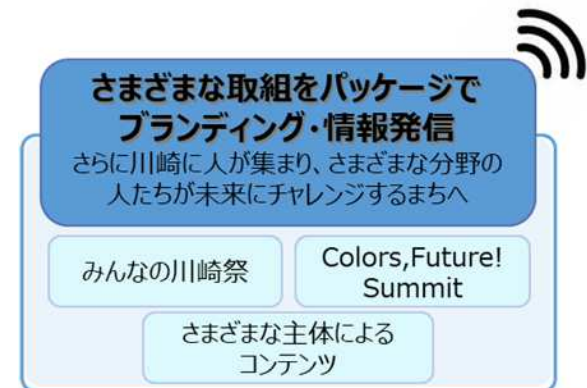 さまざまな取組をパッケージで
ブランディング・情報発信
さらに川崎に人が集まり、さまざまな分野の
人たちが未来にチャレンジするまちへ
みんなの川崎祭
Colors,Future!
Summit
さまざまな主体による
コンテンツ